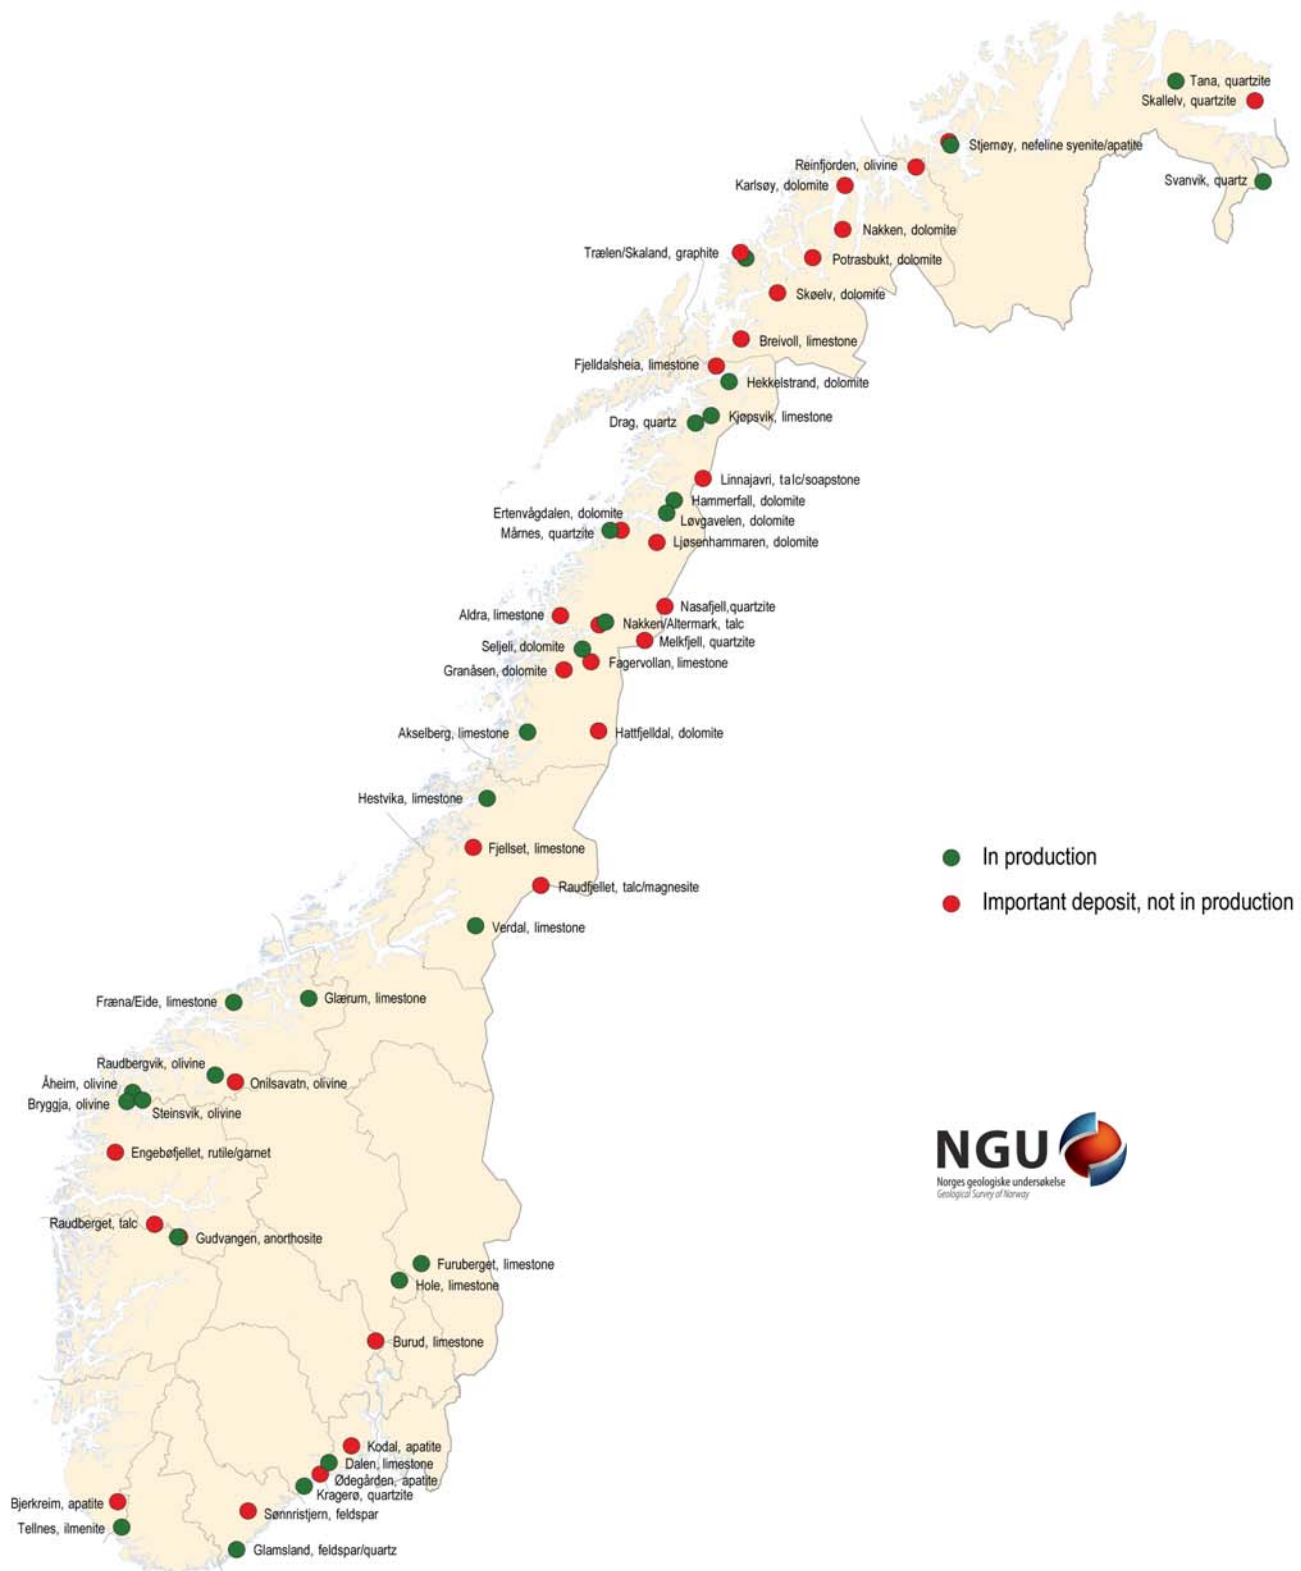 Tana, quartzite
Skallelv, quartzite
Stjernøy, nefeline syenite/apatite
Reinfjorden, olivine
Svanvik, quartz
Karlsøy, dolomite
Nakken, dolomite
Trælen/Skaland, graphite
Potrasbukt, dolomite
Skøelv, dolomite
Breivoll, limestone
Fjelldalsheia, limestone
Hekkelstrand, dolomite
Kjøpsvik, limestone
Drag, quartz
Linnajavri, talc/soapstone
Hammerfall, dolomite
Ertenvågdalen, dolomite
Løvgavelen, dolomite
Mårnes, quartzite
Ljøsenhammaren, dolomite
Nasafjell,quartzite
Aldra, limestone
Nakken/Altermark, talc
Melkfjell, quartzite
Seljeli, dolomite
Fagervollan, limestone
Granåsen, dolomite
Akselberg, limestone
Hattfjelldal, dolomite
Hestvika, limestone
Fjellset, limestone
In production
Raudfjellet, talc/magnesite
Important deposit, not in production
Verdal, limestone
Fræna/Eide, limestone
Glærum, limestone
Raudbergvik, olivine
Åheim, olivine
Onilsavatn, olivine
Bryggja, olivine
Steinsvik, olivine
Engebøfjellet, rutile/garnet
NGU
Norges geologiske undersøkelse
Geological Survey of Norway
Raudberget, talc
Gudvangen, anorthosite
Furuberget, limestone
Hole, limestone
Burud, limestone
Kodal, apatite
Dalen, limestone
Ødegården, apatite
Kragerø, quartzite
Bjerkreim, apatite
Sønnristjern, feldspar
Tellnes, ilmenite
Glamsland, feldspar/quartz